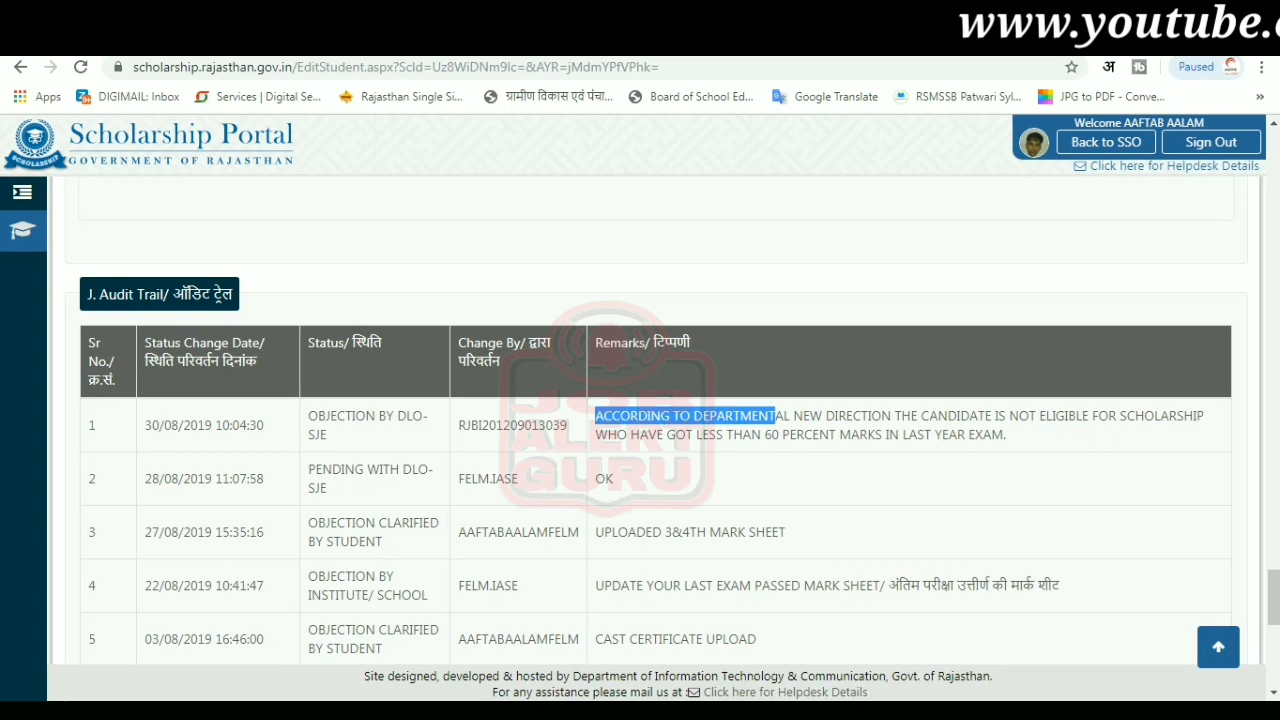 www.youtube.c
scholarship.rajasthan.gov.in/EditStudent.aspx?ScId=Uz8WiDNm9Ic=&AYR=jMdmYPfVPhk=
अ
Paused
Apps
DIGIMAIL: Inbox
Services | Digital Se...
Rajasthan Single Si...
ग्रामीण विकास एवं पंचा...
Board of School Ed...
Google Translate
RSMSSB Patwari Syl...
JPG to PDF - Conve...
»
Scholarship Portal
GOVERNMENT OF RAJASTHAN
SCHOLARSHIP
Welcome AAFTAB AALAM
Back to SSO
Sign Out
Click here for Helpdesk Details
J. Audit Trail/ ऑडिट ट्रेल
Sr No./ क्र.सं.
Status Change Date/ स्थिति परिवर्तन दिनांक
Status/ स्थिति
Change By/ द्वारा परिवर्तन
Remarks/ टिप्पणी
1
30/08/2019 10:04:30
OBJECTION BY DLO-SJE
RJBI201209013039
ACCORDING TO DEPARTMENTAL NEW DIRECTION THE CANDIDATE IS NOT ELIGIBLE FOR SCHOLARSHIP
WHO HAVE GOT LESS THAN 60 PERCENT MARKS IN LAST YEAR EXAM.
2
28/08/2019 11:07:58
PENDING WITH DLO-SJE
FELM.IASE
OK
3
27/08/2019 15:35:16
OBJECTION CLARIFIED BY STUDENT
AAFTABAALAMFELM
UPLOADED 3&4TH MARK SHEET
4
22/08/2019 10:41:47
OBJECTION BY INSTITUTE/ SCHOOL
FELM.IASE
UPDATE YOUR LAST EXAM PASSED MARK SHEET/ अंतिम परीक्षा उत्तीर्ण की मार्क शीट
5
03/08/2019 16:46:00
OBJECTION CLARIFIED BY STUDENT
AAFTABAALAMFELM
CAST CERTIFICATE UPLOAD
JOB
ALERT
GURU
Site designed, developed & hosted by Department of Information Technology & Communication, Govt. of Rajasthan.
For any assistance please mail us at : Click here for Helpdesk Details